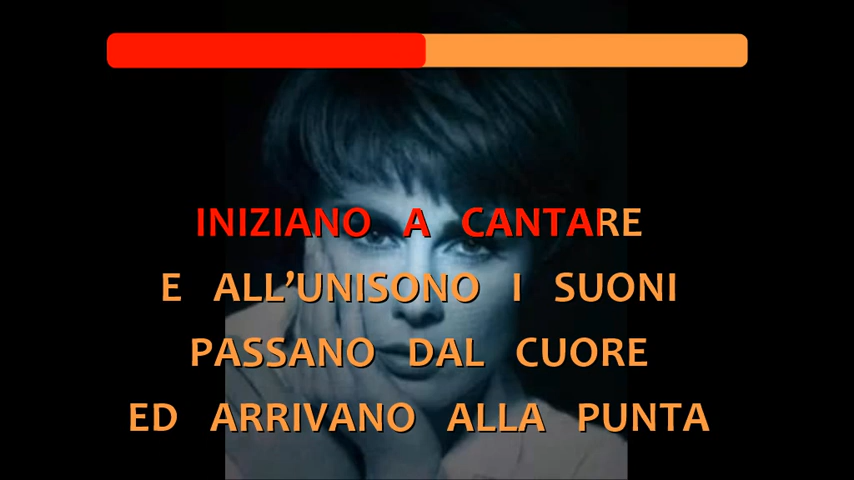 INIZIANO A CANTARE
E ALL'UNISONO I SUONI
PASSANO DAL CUORE
ED ARRIVANO ALLA PUNTA